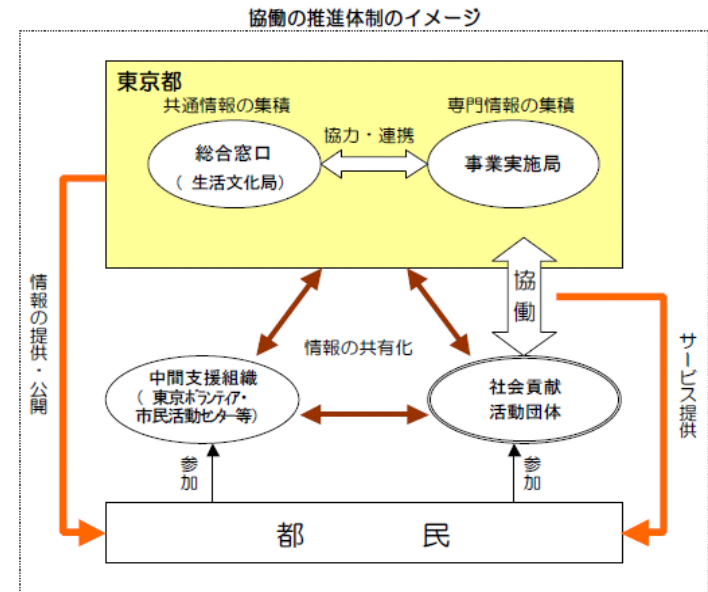 協働の推進体制のイメージ
東京都
共通情報の集積
専門情報の集積
総合窓口
( 生活文化局)
協力・連携
事業実施局
協働
情報の提供・公開
情報の共有化
サービス提供
中間支援組織
( 東京ボランティア・
市民活動センター等)
社会貢献
活動団体
参加
参加
都 民